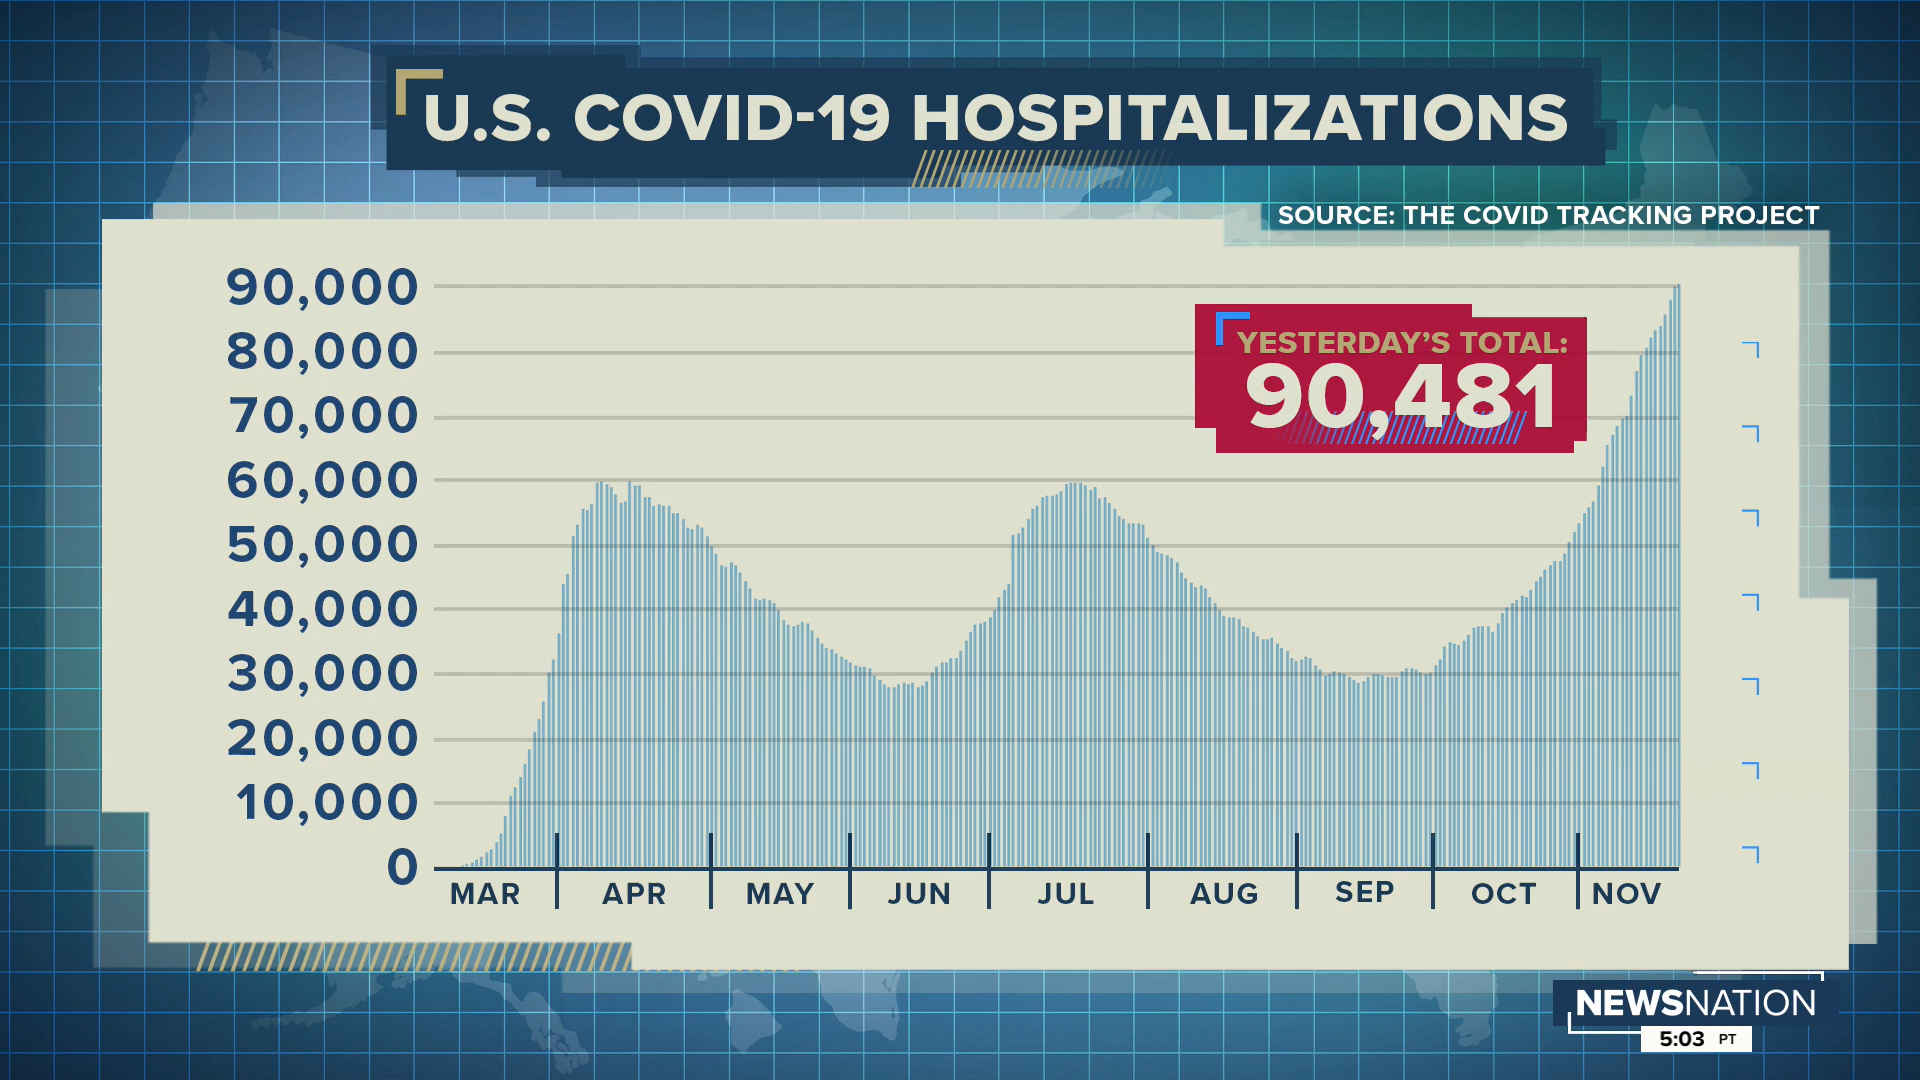 U.S. COVID-19 HOSPITALIZATIONS
SOURCE: THE COVID TRACKING PROJECT
90,000
80,000
70,000
60,000
50,000
40,000
30,000
20,000
10,000
0
YESTERDAY'S TOTAL:
90,481
MAR APR MAY JUN JUL AUG SEP OCT NOV
NEWSNATION
5:03 PT